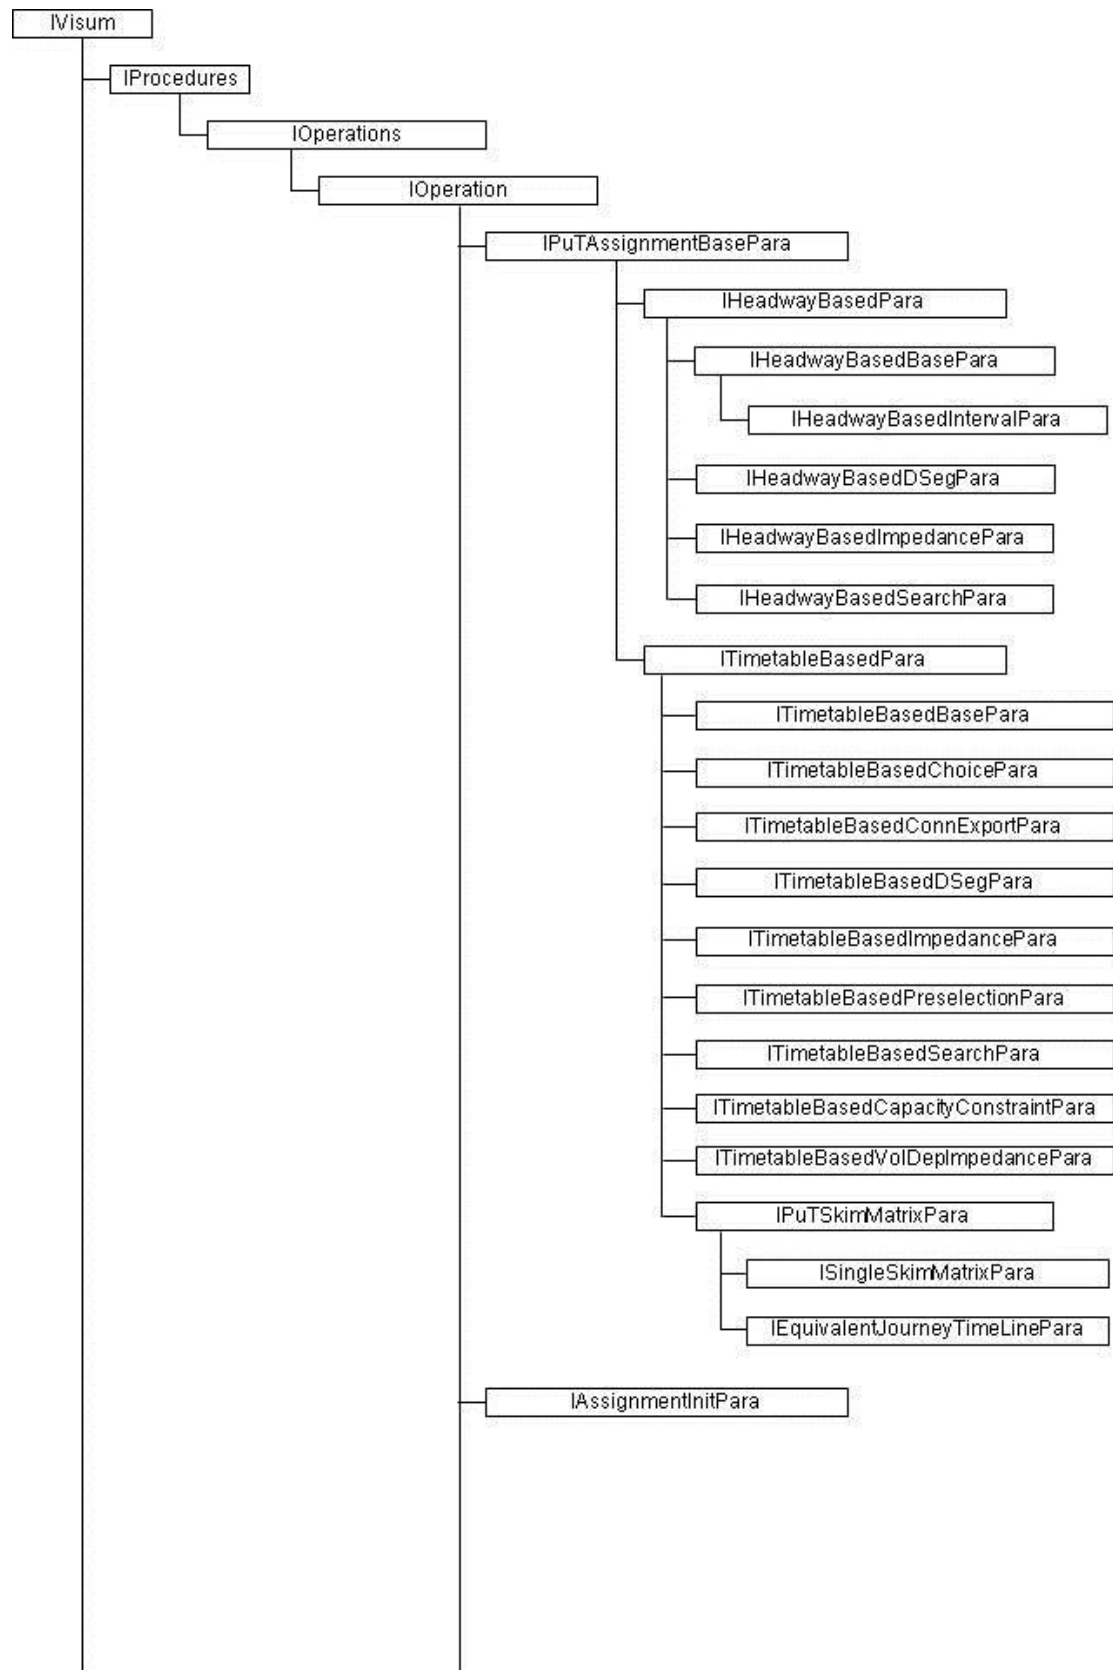 IVisum
IProcedures
IOperations
IOperation
IPuTAssignmentBasePara
IHeadwayBasedPara
IHeadwayBasedBasePara
IHeadwayBasedIntervalPara
IHeadwayBasedDSegPara
IHeadwayBasedImpedancePara
IHeadwayBasedSearchPara
ITimetableBasedPara
ITimetableBasedBasePara
ITimetableBasedChoicePara
ITimetableBasedConnExportPara
ITimetableBasedDSegPara
ITimetableBasedImpedancePara
ITimetableBasedPreselectionPara
ITimetableBasedSearchPara
ITimetableBasedCapacityConstraintPara
ITimetableBasedVolDepImpedancePara
IPuTSkimMatrixPara
ISingleSkimMatrixPara
IEquivalentJourneyTimeLinePara
IAssignmentInitPara